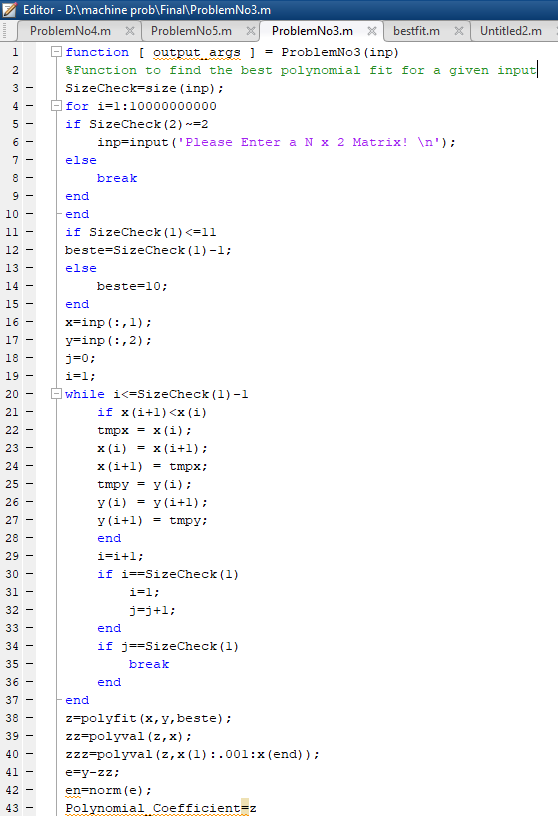 Editor - D:\machine prob\Final\ProblemNo3.m
ProblemNo4.m × ProblemNo5.m × ProblemNo3.m × bestfit.m × Untitled2.m ×
1 function [ output_args ] = ProblemNo3(inp)
2 %Function to find the best polynomial fit for a given input
3 - SizeCheck=size(inp);
4 - for i=1:10000000000
5 - if SizeCheck(2)~=2
6 - inp=input('Please Enter a N x 2 Matrix! \n');
7 - else
8 - break
9 - end
10 - end
11 - if SizeCheck(1)<=11
12 - beste=SizeCheck(1)-1;
13 - else
14 - beste=10;
15 - end
16 - x=inp(:,1);
17 - y=inp(:,2);
18 - j=0;
19 - i=1;
20 - while i<=SizeCheck(1)-1
21 - if x(i+1)<x(i)
22 - tmpx = x(i);
23 - x(i) = x(i+1);
24 - x(i+1) = tmpx;
25 - tmpy = y(i);
26 - y(i) = y(i+1);
27 - y(i+1) = tmpy;
28 - end
29 - i=i+1;
30 - if i==SizeCheck(1)
31 - i=1;
32 - j=j+1;
33 - end
34 - if j==SizeCheck(1)
35 - break
36 - end
37 - end
38 - z=polyfit(x,y,beste);
39 - zz=polyval(z,x);
40 - zzz=polyval(z,x(1):.001:x(end));
41 - e=y-zz;
42 - en=norm(e);
43 - Polynomial_Coefficient=z